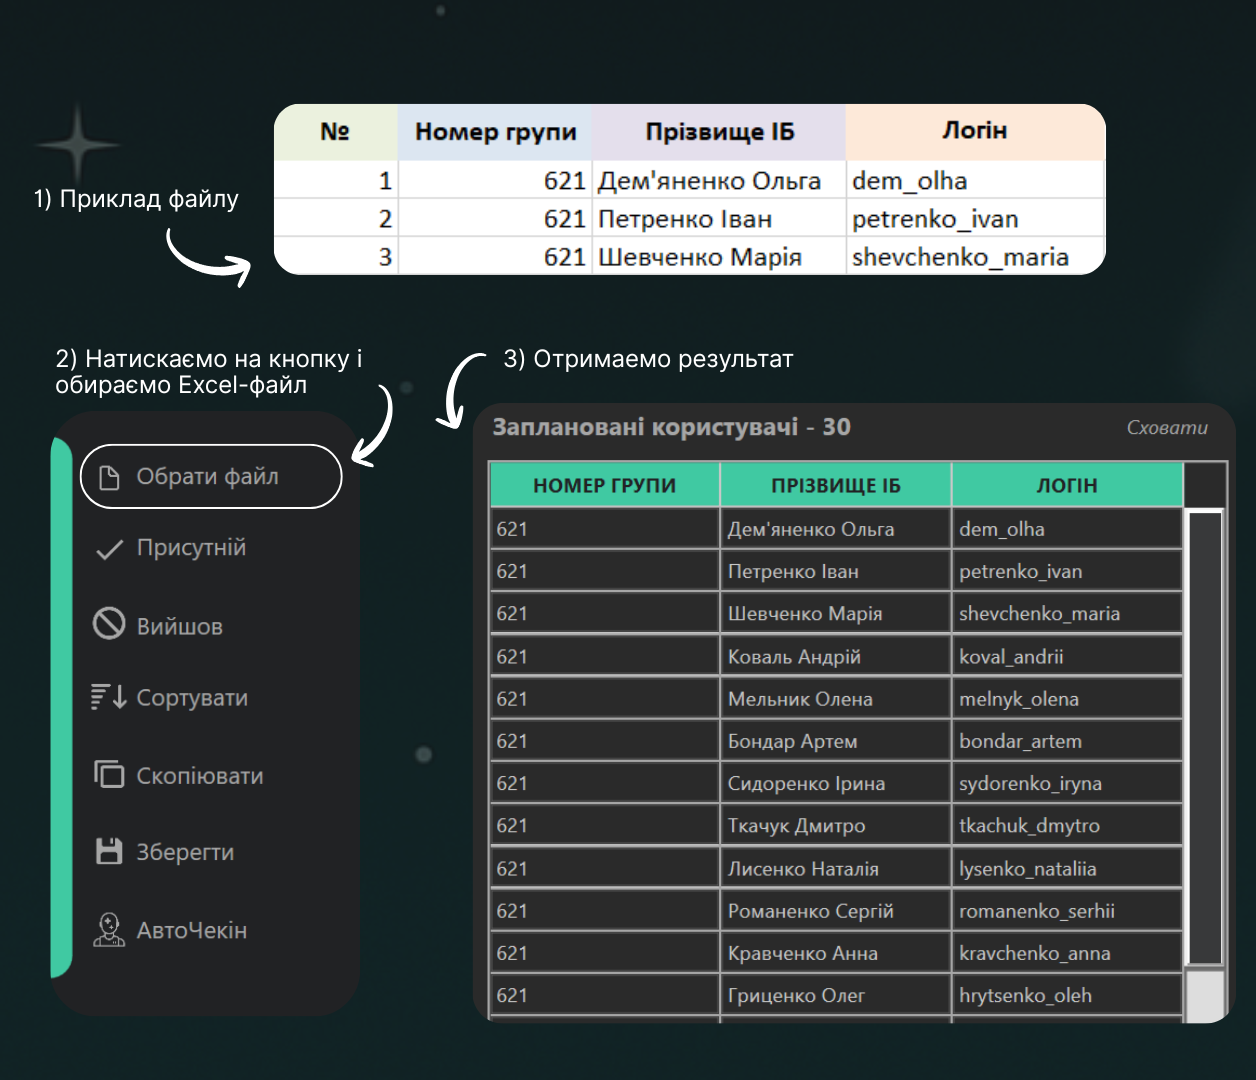 № Номер групи Прізвище ІБ Логін
1 621 Дем'яненко Ольга dem_olha
2 621 Петренко Іван petrenko_ivan
3 621 Шевченко Марія shevchenko_maria
1) Приклад файлу
2) Натискаємо на кнопку і
обираємо Excel-файл
Обрати файл
Присутній
Вийшов
Сортувати
Скопіювати
Зберегти
АвтоЧекін
3) Отримаемо результат
Заплановані користувачі - 30 Сховати
НОМЕР ГРУПИ ПРІЗВИЩЕ ІБ ЛОГІН
621 Дем'яненко Ольга dem_olha
621 Петренко Іван petrenko_ivan
621 Шевченко Марія shevchenko_maria
621 Коваль Андрій koval_andrii
621 Мельник Олена melnyk_olena
621 Бондар Артем bondar_artem
621 Сидоренко Ірина sydorenko_iryna
621 Ткачук Дмитро tkachuk_dmytro
621 Лисенко Наталія lysenko_nataliia
621 Романенко Сергій romanenko_serhii
621 Кравченко Анна kravchenko_anna
621 Гриценко Олег hrytsenko_oleh